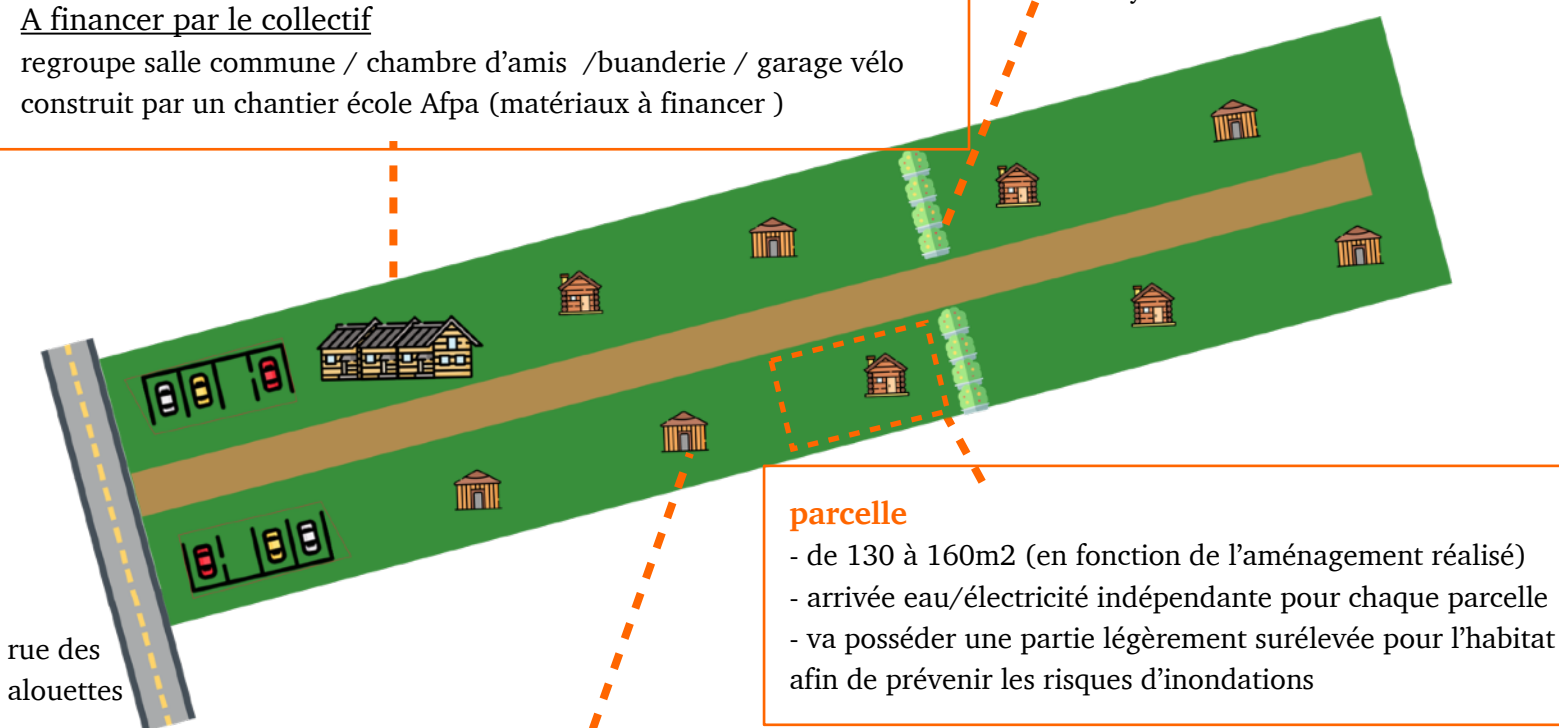 A financer par le collectif
regroupe salle commune / chambre d’amis /buanderie / garage vélo
construit par un chantier école Afpa (matériaux à financer )
parcelle
- de 130 à 160m2 (en fonction de l’aménagement réalisé)
- arrivée eau/électricité indépendante pour chaque parcelle
- va posséder une partie légèrement surélevée pour l’habitat
afin de prévenir les risques d’inondations
rue des
alouettes